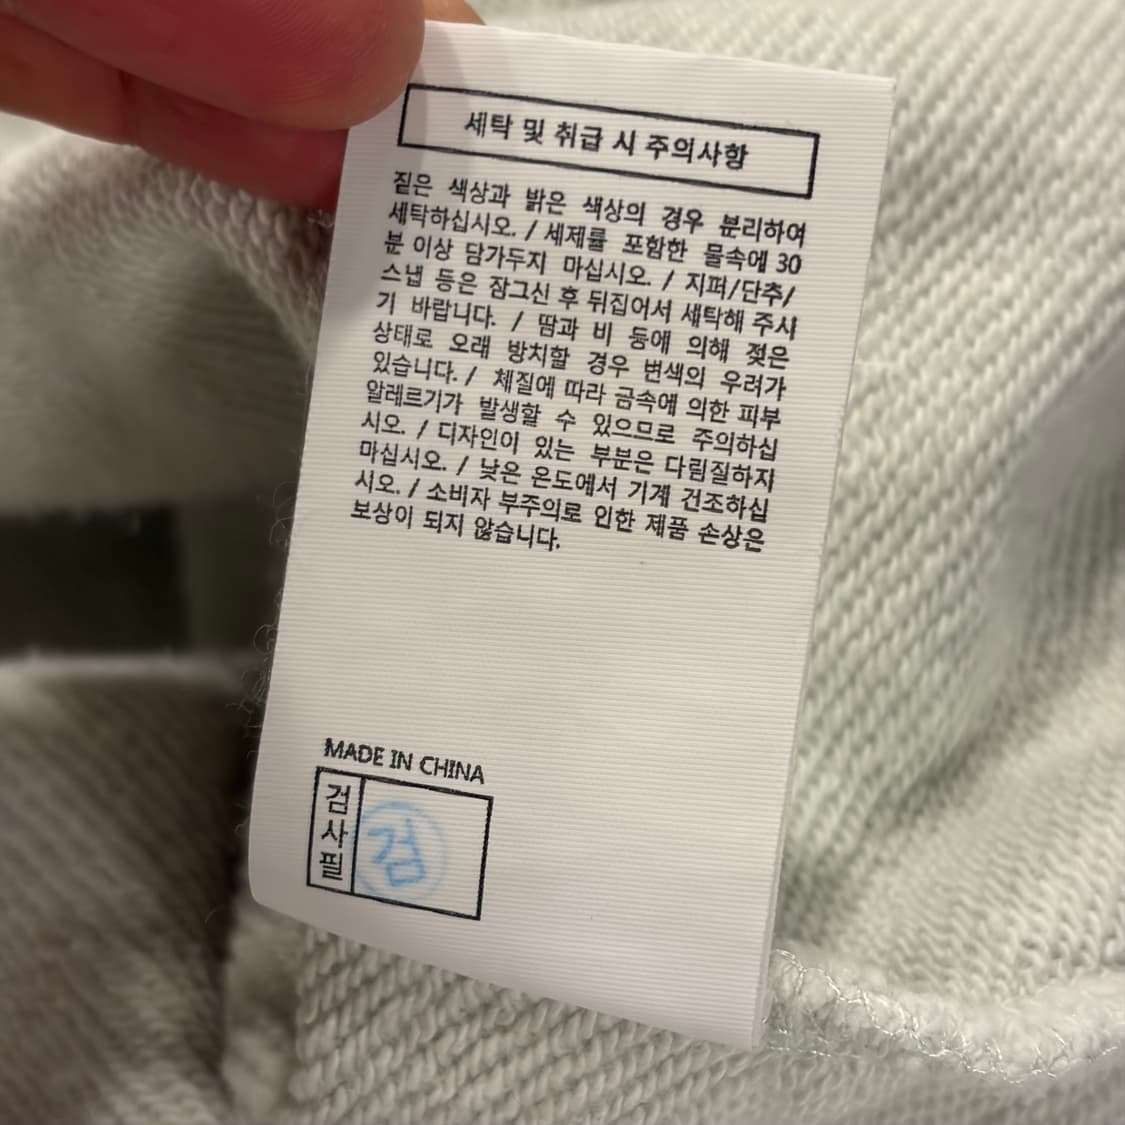 세탁 및 취급 시 주의사항
짙은 색상과 밝은 색상의 경우 분리하여
세탁하십시오. / 세제를 포함한 물속에 30
분 이상 담가두지 마십시오. / 지퍼/단추/
스냅 등은 잠그신 후 뒤집어서 세탁해 주시
기 바랍니다. / 땀과 비 등에 의해 젖은
상태로 오래 방치할 경우 변색의 우려가
있습니다. / 체질에 따라 금속에 의한 피부
알레르기가 발생할 수 있으므로 주의하십
시오. / 디자인이 있는 부분은 다림질하지
마십시오. / 낮은 온도에서 기계 건조하십
시오. / 소비자 부주의로 인한 제품 손상은
보상이 되지 않습니다.
MADE IN CHINA
검사필
검